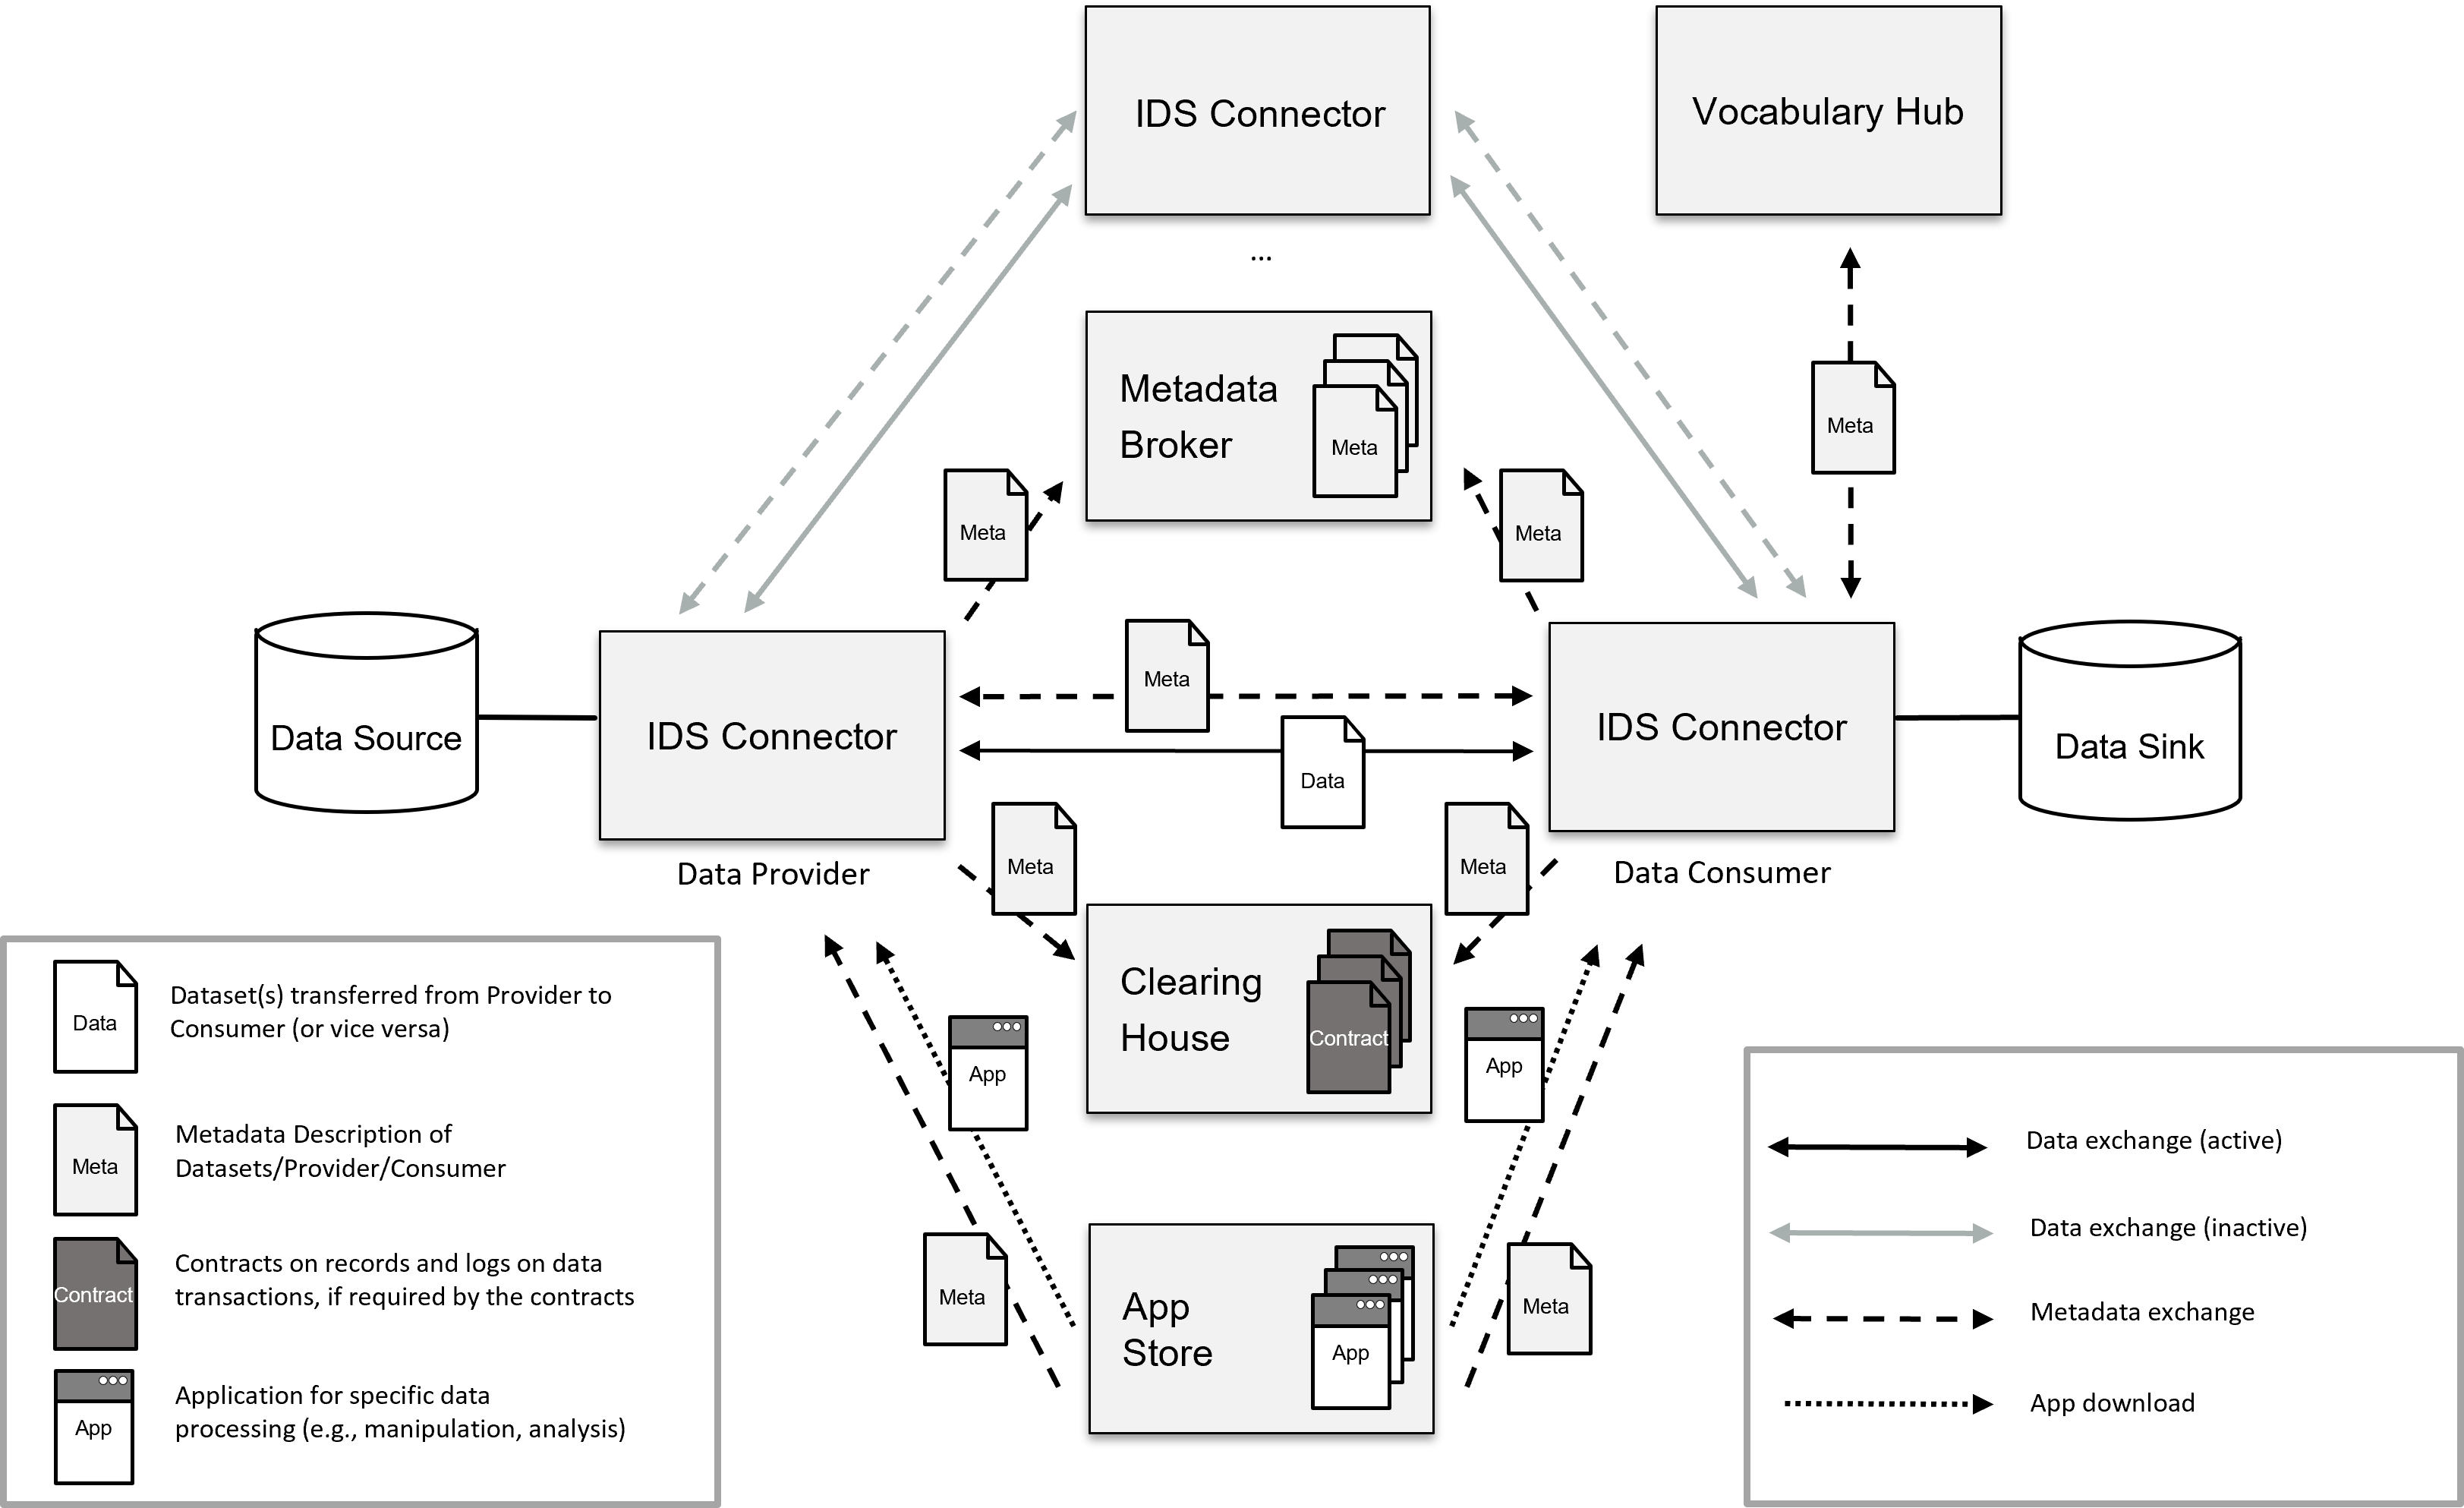 IDS Connector
Vocabulary Hub
...
Metadata
Broker
Meta
Meta
Meta
Meta
Meta
Data Source
IDS Connector
Data
IDS Connector
Data Sink
Data Provider
Meta
Meta
Data Consumer
Clearing
House
Contract
App
App
App
Store
App
Meta
Meta
Data
Dataset(s) transferred from Provider to
Consumer (or vice versa)
Meta
Metadata Description of
Datasets/Provider/Consumer
Contract
Contracts on records and logs on data
transactions, if required by the contracts
App
Application for specific data
processing (e.g., manipulation, analysis)
Data exchange (active)
Data exchange (inactive)
Metadata exchange
App download